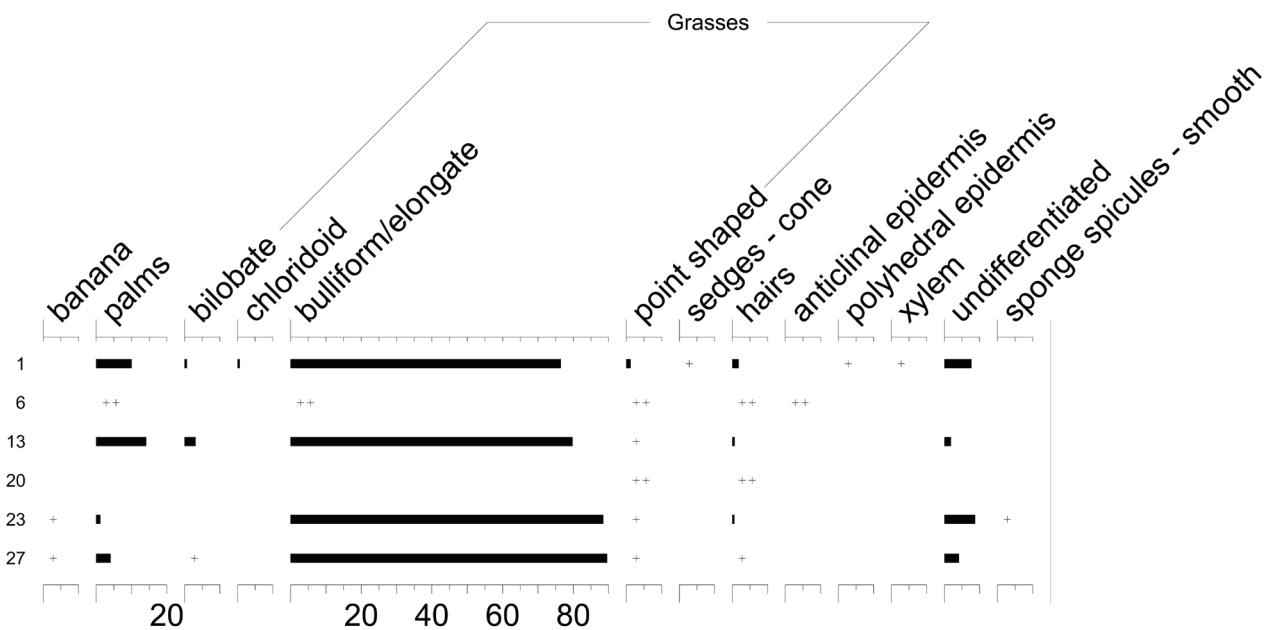 Grasses
banana
palms
bilobate
chloridoid
bulliform/elongate
point shaped
sedges - cone
hairs
anticlinal epidermis
polyhedral epidermis
xylem
undifferentiated
sponge spicules - smooth
1 + + +
6 ++ ++ ++ ++ ++
13 +
20 ++ ++
23 + + +
27 + + + +
20 20 40 60 80